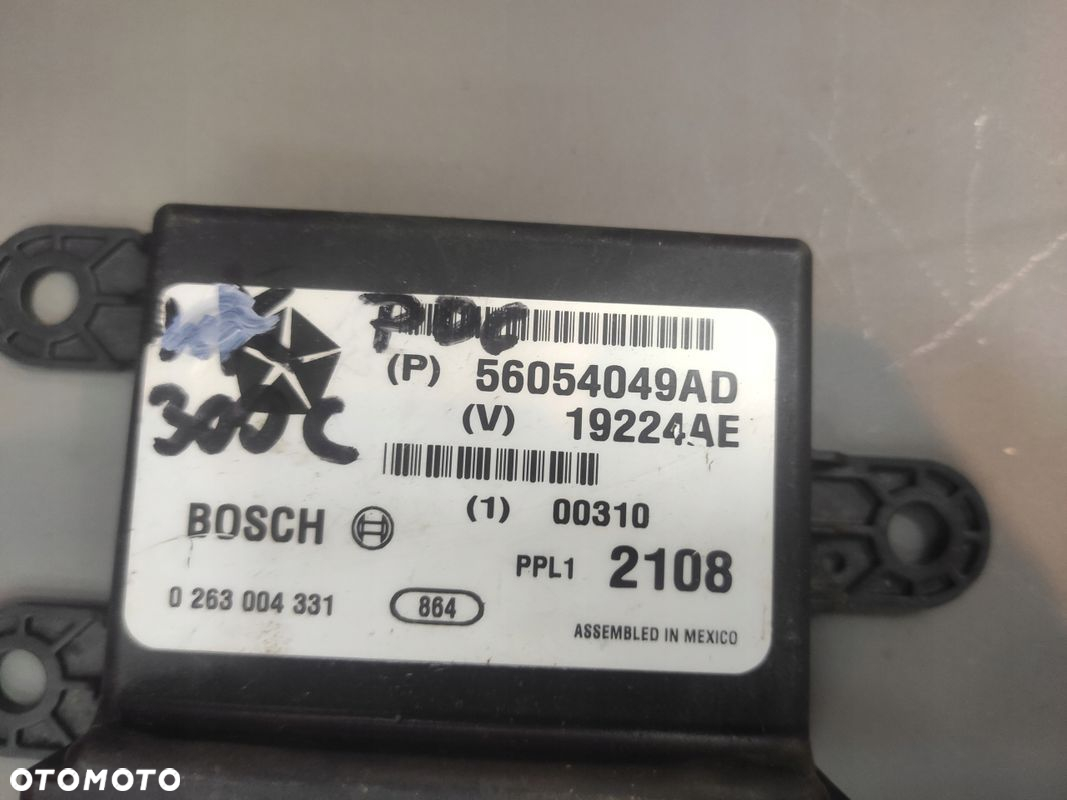 PDC
(P) 56054049AD
300C
(V) 19224AE
(1) 00310
BOSCH
PPL1 2108
0 263 004 331
864
ASSEMBLED IN MEXICO
OTOMOTO